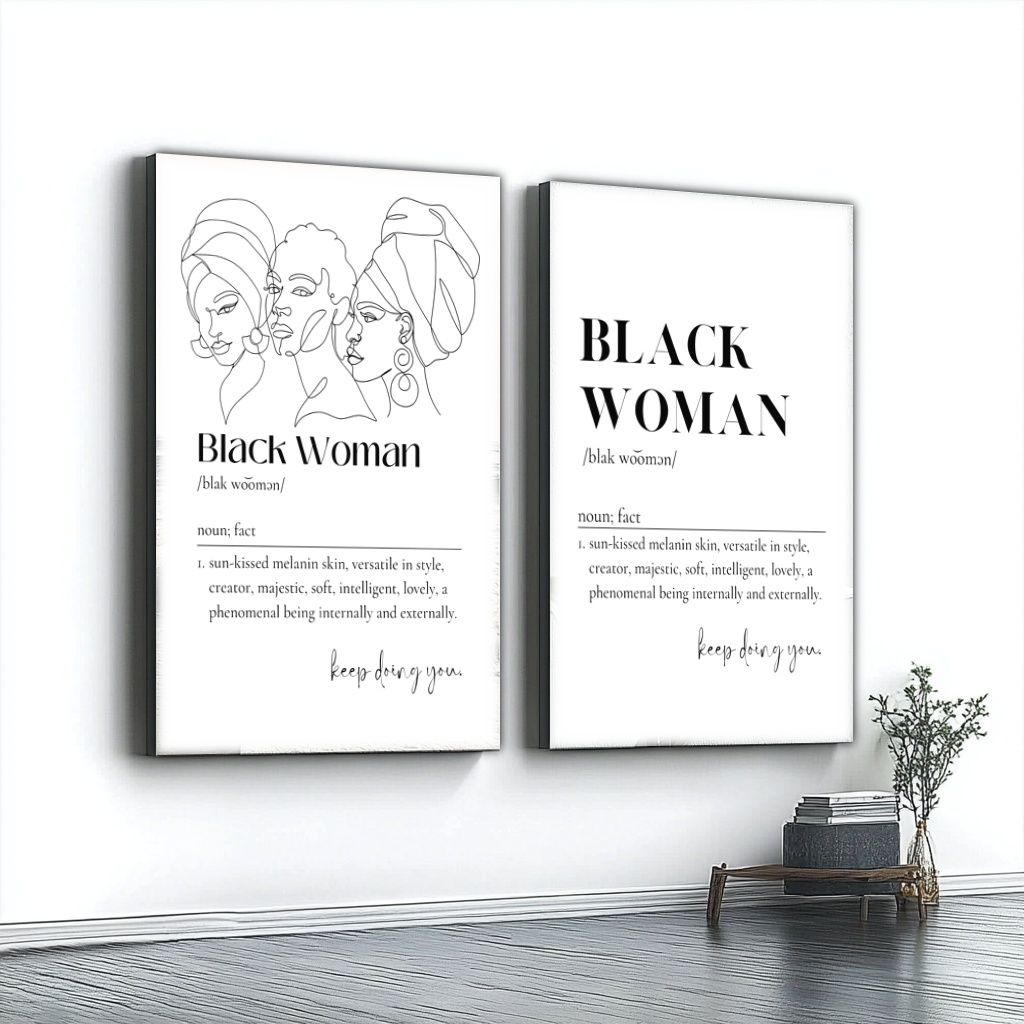 Black Woman
/blak wo͝omən/
noun; fact
1. sun-kissed melanin skin, versatile in style,
creator, majestic, soft, intelligent, lovely, a
phenomenal being internally and externally.
keep doing you.
BLACK
WOMAN
/blak wo͝omən/
noun; fact
1. sun-kissed melanin skin, versatile in style,
creator, majestic, soft, intelligent, lovely, a
phenomenal being internally and externally.
keep doing you.